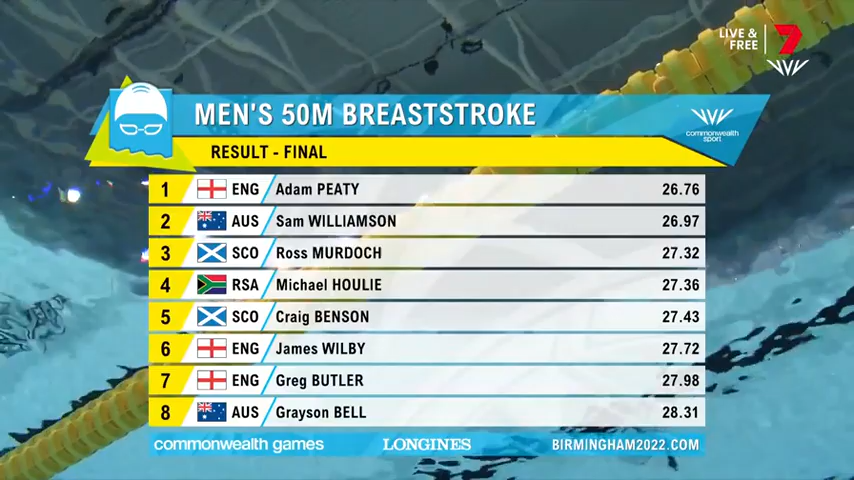 LIVE & FREE 7
MEN'S 50M BREASTSTROKE
commonwealth sport
RESULT - FINAL
1 ENG Adam PEATY 26.76
2 AUS Sam WILLIAMSON 26.97
3 SCO Ross MURDOCH 27.32
4 RSA Michael HOULIE 27.36
5 SCO Craig BENSON 27.43
6 ENG James WILBY 27.72
7 ENG Greg BUTLER 27.98
8 AUS Grayson BELL 28.31
commonwealth games LONGINES BIRMINGHAM2022.COM